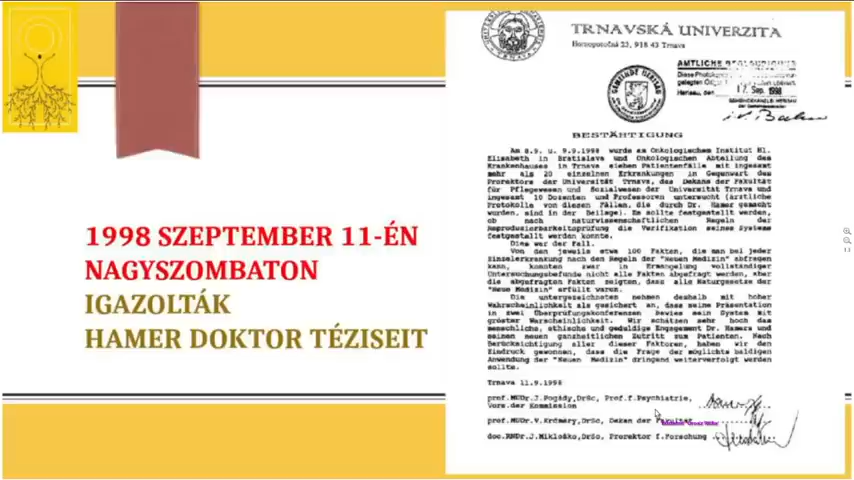 1998 SZEPTEMBER 11-ÉN
NAGYSZOMBATON
IGAZOLTÁK
HAMER DOKTOR TÉZISEIT
TRNAVSKÁ UNIVERZITA
Hornopotočná 23, 918 43 Trnava
AMTLICHE
Diese
17. Sep. 1998
GEMEINDE
BESTÄHTIGUNG
Am 8.9. u. 9.9.1998 wurde am Onkologischem Institut Hl.
Elisabeth in Bratislava und Onkologischen Abteilung des
Krankenhauses in Trnava sieben Patientenfälle mit ingesamt
mehr als 20 einzelnen Erkrankungen in Gegenwart des
Prorektors der Universität Trnava, des Dekans der Fakultät
für Pflegewesen und Sozialwesen der Universität Trnava und
ingesamt 10 Dozenten und Professoren untersucht (ärztliche
Protokolle von diesen Fällen, die durch Dr. Hamer gemacht
wurden, sind in der Beilage). Es sollte festgestellt werden,
ob nach naturwissenschaftlichen Regeln der
Reproduzierbarkeitsprüfung die Verifikation seines Systems
festgestellt werden konnte.
Dies war der Fall.
Von den jeweils etwa 100 Fakten, die man bei jeder
Einzelerkrankung nach den Regeln der "Neuen Medizin" abfragen
kann, konnten zwar in Ermangelung vollständiger
Untersuchungsbefunde nicht alle Fakten abgefragt werden, aber
die abgefragten Fakten zeigten, dass alle Naturgesetze der
"Neue Medizin" erfüllt waren.
Die untergezeichneten nehmen deshalb mit hoher
Wahrscheinlichkeit als gesichert an, dass seine Präsentation
in zwei Überprüfungskonferenzen Bevies sein System mit
gröster Warscheinlichkeit. Wir schätzen sehr hoch das
menschliche, ethische und geduldige Engagement Dr. Hamers und
seinen neuen ganzheitlichen Zutritt zum Patienten. Nach
Berücksichtigung aller dieser Faktoren, haben wir den
Eindruck gewonnen, dass die Frage der möglichts baldigen
Anwendung der "Neuen Medizin" dringend weiterverfolgt werden
sollte.
Trnava 11.9.1998
prof.MUDr.J.Pogády,DrSc, Prof.f.Psychiatrie,
Vors.der Kommission
prof.MUDr.V.Krčméry,DrSc, Dekan der Fakultät
doc.RNDr.J.Mikloško,DrSc, Prorektor f.Forschung